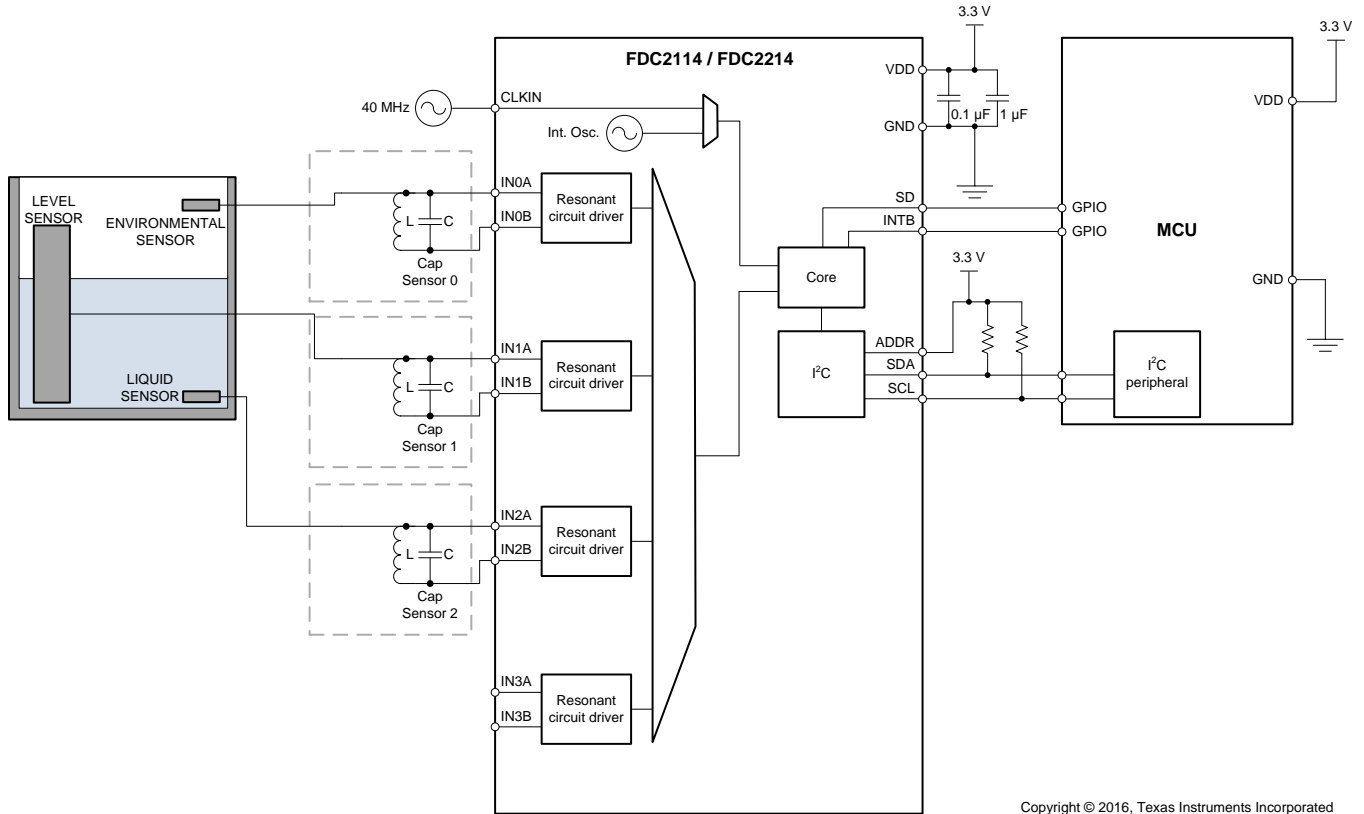 3.3 V
3.3 V
FDC2114 / FDC2214
VDD
CLKIN
40 MHz
0.1 µF
1 µF
VDD
Int. Osc.
GND
LEVEL
SENSOR
ENVIRONMENTAL
SENSOR
IN0A
IN0B
L
C
Cap
Sensor 0
Resonant
circuit driver
SD
INTB
GPIO
GPIO
MCU
Core
3.3 V
GND
LIQUID
SENSOR
IN1A
IN1B
L
C
Cap
Sensor 1
Resonant
circuit driver
I²C
ADDR
SDA
SCL
I²C
peripheral
IN2A
IN2B
L
C
Cap
Sensor 2
Resonant
circuit driver
IN3A
IN3B
Resonant
circuit driver
Copyright © 2016, Texas Instruments Incorporated